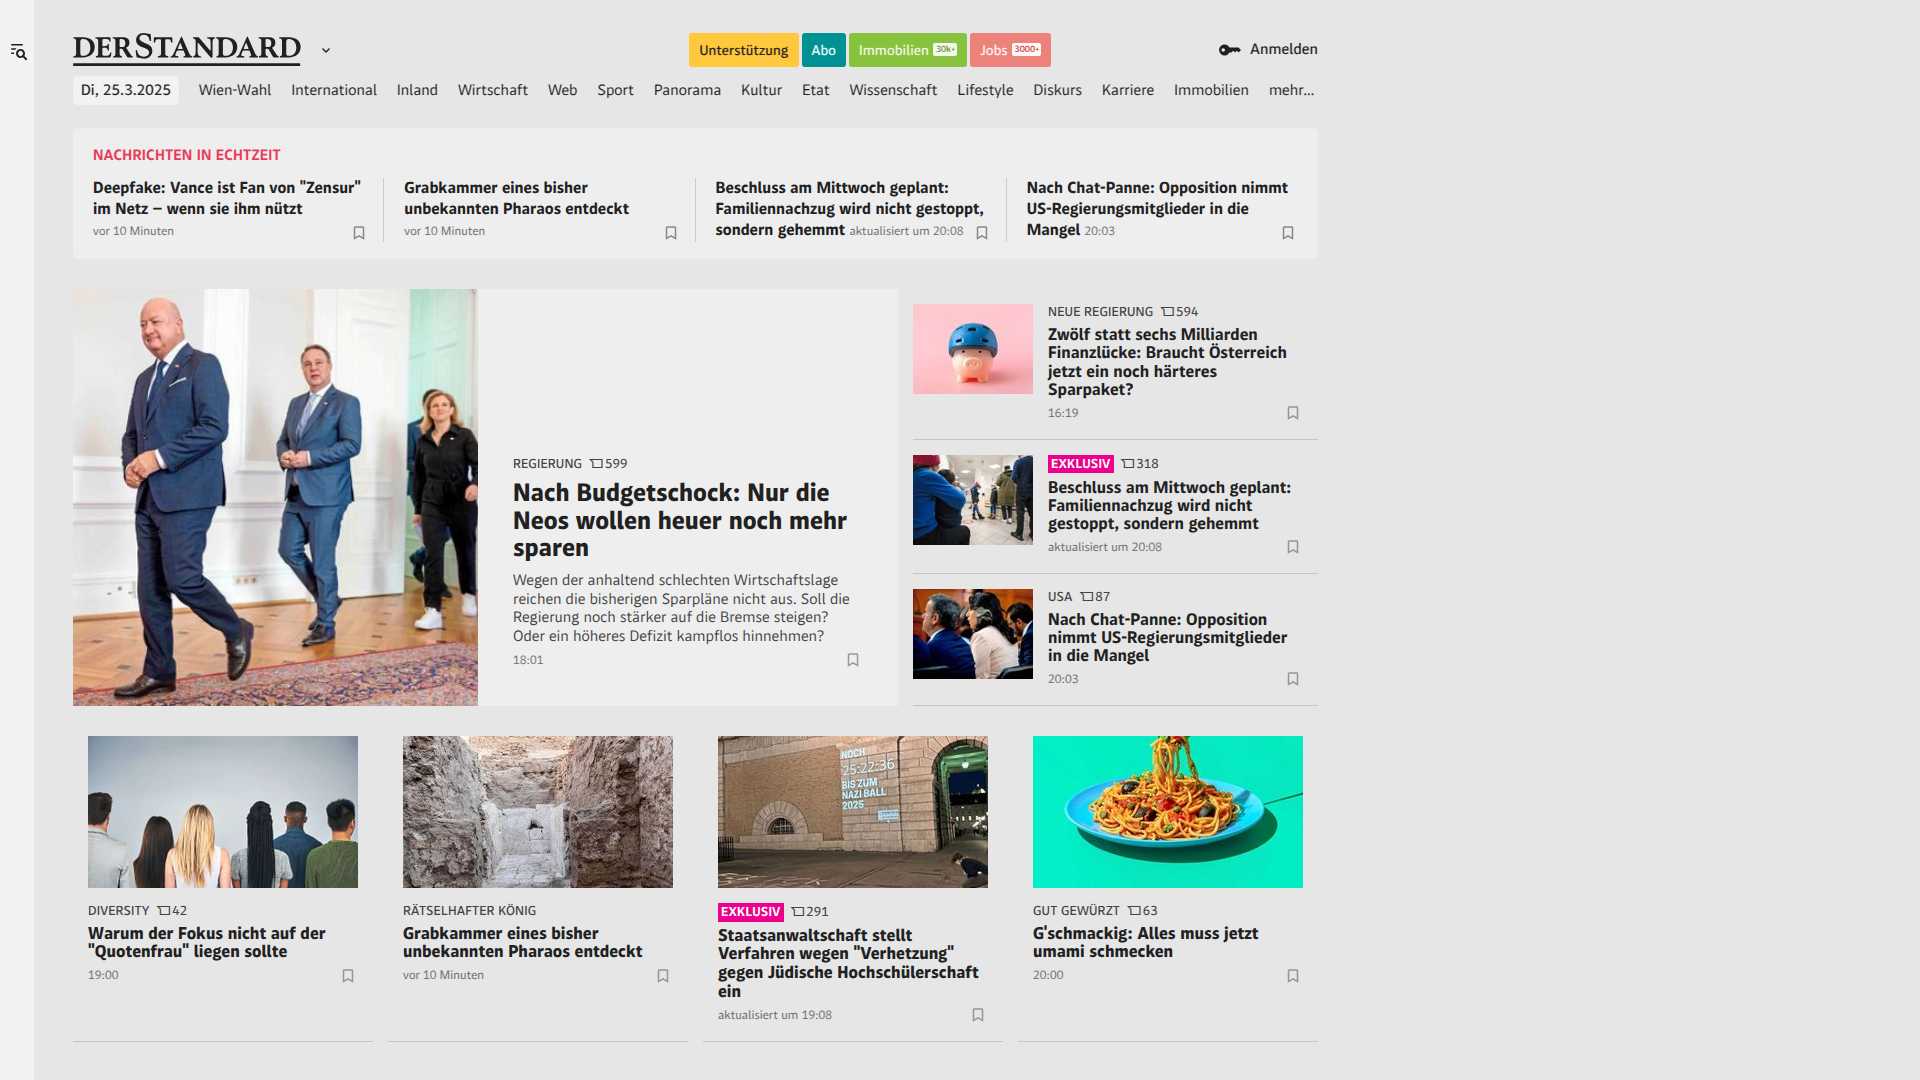 DERSTANDARD
Unterstützung
Abo
Immobilien 30k+
Jobs 3000+
Anmelden
Di, 25.3.2025
Wien-Wahl
International
Inland
Wirtschaft
Web
Sport
Panorama
Kultur
Etat
Wissenschaft
Lifestyle
Diskurs
Karriere
Immobilien
mehr...
NACHRICHTEN IN ECHTZEIT
Deepfake: Vance ist Fan von "Zensur"
im Netz – wenn sie ihm nützt
vor 10 Minuten
Grabkammer eines bisher
unbekannten Pharaos entdeckt
vor 10 Minuten
Beschluss am Mittwoch geplant:
Familiennachzug wird nicht gestoppt,
sondern gehemmt aktualisiert um 20:08
Nach Chat-Panne: Opposition nimmt
US-Regierungsmitglieder in die
Mangel 20:03
REGIERUNG 599
Nach Budgetschock: Nur die
Neos wollen heuer noch mehr
sparen
Wegen der anhaltend schlechten Wirtschaftslage
reichen die bisherigen Sparpläne nicht aus. Soll die
Regierung noch stärker auf die Bremse steigen?
Oder ein höheres Defizit kampflos hinnehmen?
18:01
NEUE REGIERUNG 594
Zwölf statt sechs Milliarden
Finanzlücke: Braucht Österreich
jetzt ein noch härteres
Sparpaket?
16:19
EXKLUSIV 318
Beschluss am Mittwoch geplant:
Familiennachzug wird nicht
gestoppt, sondern gehemmt
aktualisiert um 20:08
USA 87
Nach Chat-Panne: Opposition
nimmt US-Regierungsmitglieder
in die Mangel
20:03
DIVERSITY 42
Warum der Fokus nicht auf der
"Quotenfrau" liegen sollte
19:00
RÄTSELHAFTER KÖNIG
Grabkammer eines bisher
unbekannten Pharaos entdeckt
vor 10 Minuten
NOCH
25:22:36
BIS ZUM
NAZI BALL
2025
EXKLUSIV 291
Staatsanwaltschaft stellt
Verfahren wegen "Verhetzung"
gegen Jüdische Hochschülerschaft
ein
aktualisiert um 19:08
GUT GEWÜRZT 63
G'schmackig: Alles muss jetzt
umami schmecken
20:00